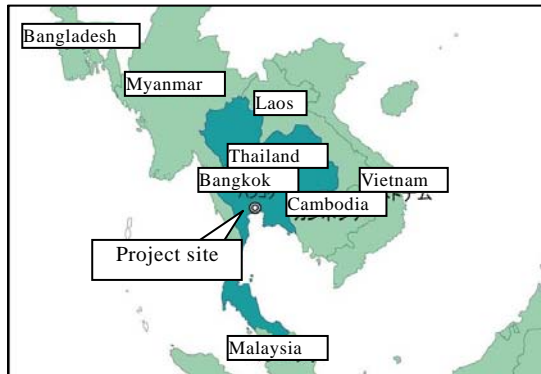 Bangladesh
Myanmar
Laos
Thailand
Bangkok
Vietnam
Cambodia
Project site
Malaysia